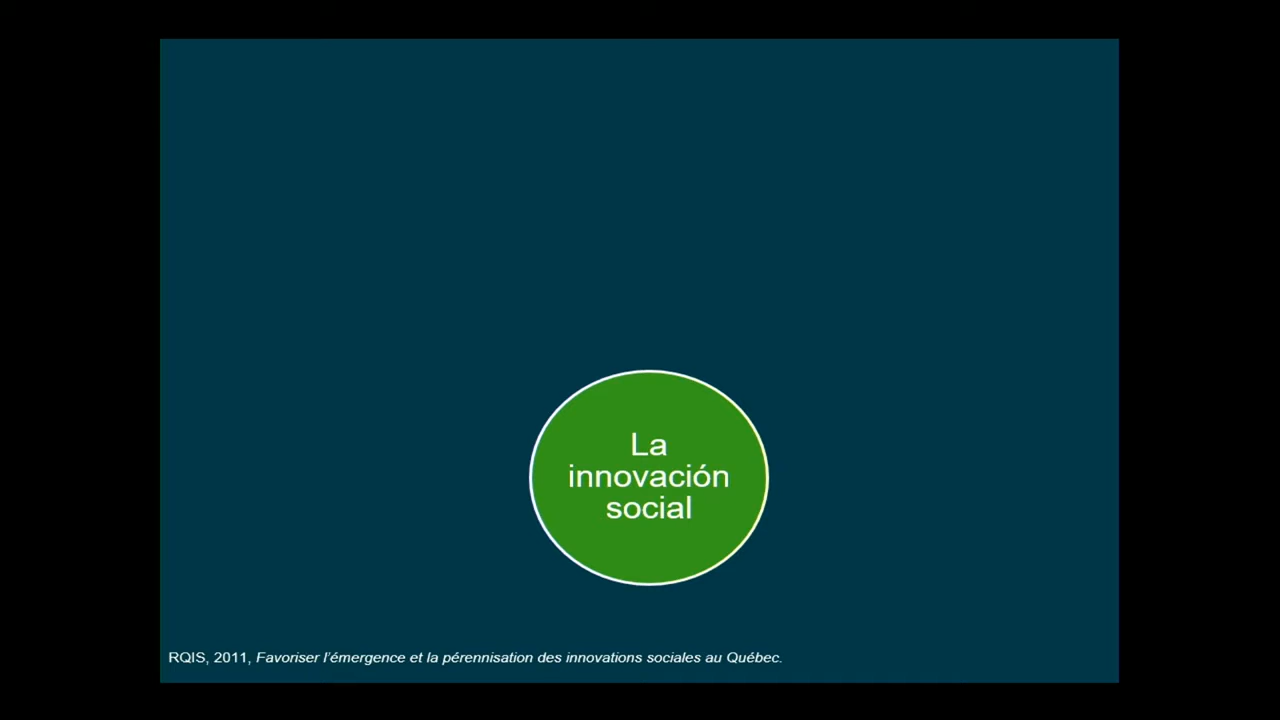 La
innovación
social
RQIS, 2011, Favoriser l’émergence et la pérennisation des innovations sociales au Québec.